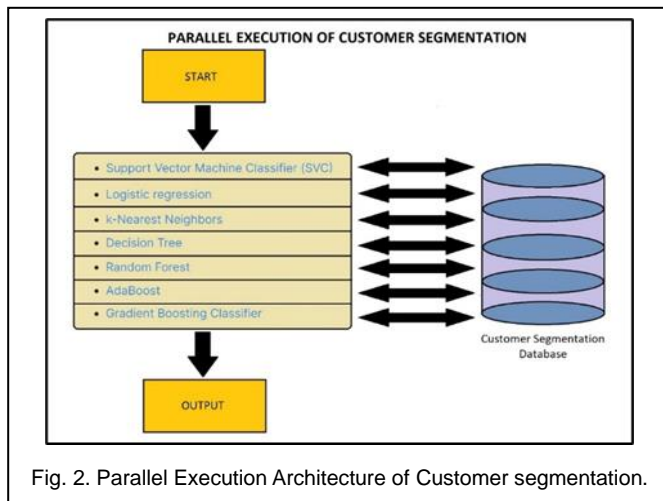 PARALLEL EXECUTION OF CUSTOMER SEGMENTATION
START
• Support Vector Machine Classifier (SVC)
• Logistic regression
• k-Nearest Neighbors
• Decision Tree
• Random Forest
• AdaBoost
• Gradient Boosting Classifier
Customer Segmentation
Database
OUTPUT
Fig. 2. Parallel Execution Architecture of Customer segmentation.